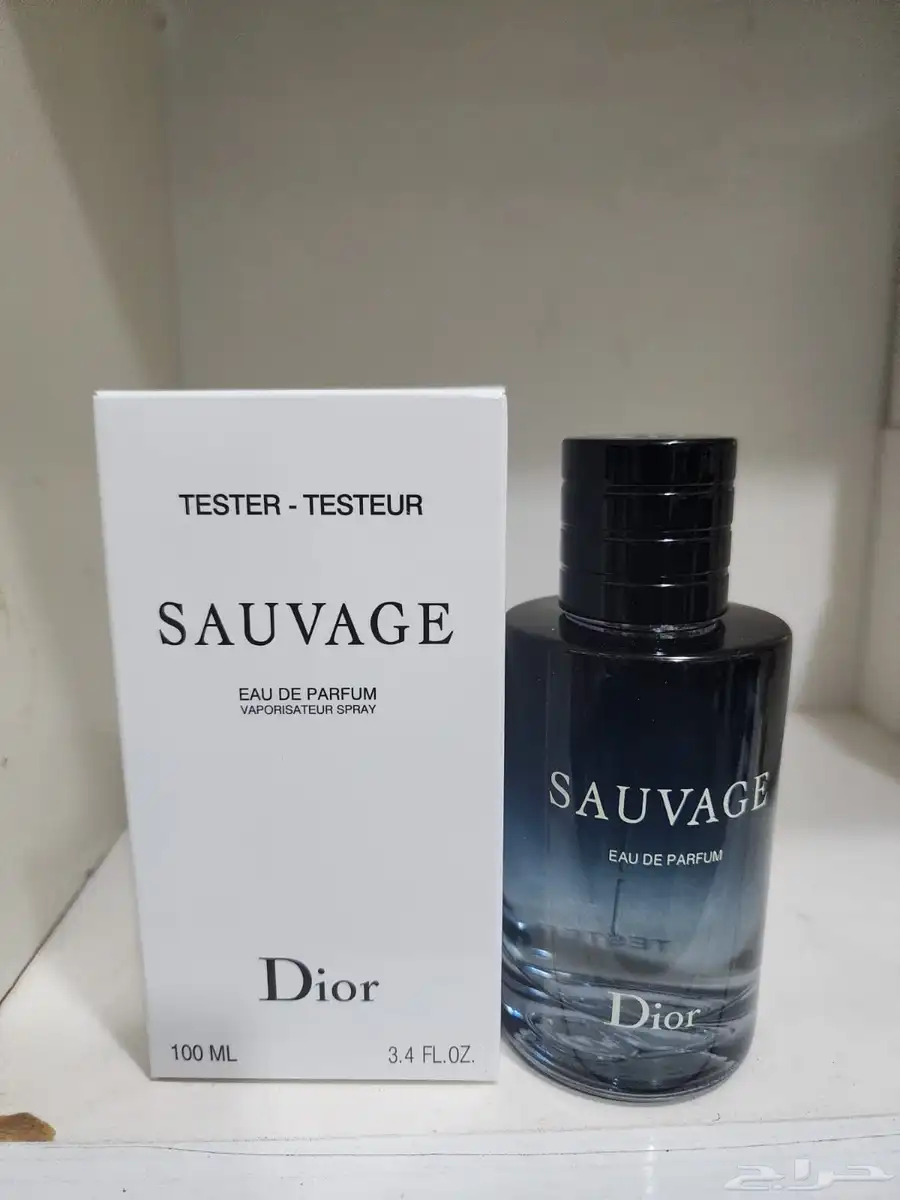 TESTER - TESTEUR
SAUVAGE
EAU DE PARFUM
VAPORISATEUR SPRAY
Dior
100 ML
3.4 FL.OZ.
SAUVAGE
EAU DE PARFUM
TESTER
Dior
حراج